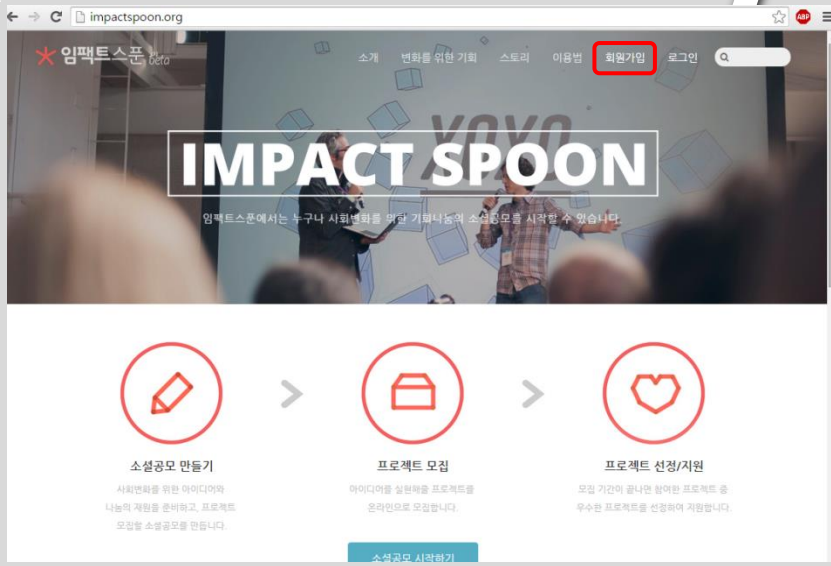 impactspoon.org
ABP
임팩트스푼 beta
소개 변화를 위한 기회 스토리 이용법 회원가입 로그인
YOYO
IMPACT SPOON
임팩트스푼에서는 누구나 사회변화를 위한 기회나눔의 소셜공모를 시작할 수 있습니다.
소셜공모 만들기
사회변화를 위한 아이디어와
나눔의 재원을 준비하고, 프로젝트
모집할 소셜공모를 만듭니다.
프로젝트 모집
아이디어를 실현해줄 프로젝트를
온라인으로 모집합니다.
프로젝트 선정/지원
모집 기간이 끝나면 참여한 프로젝트 중
우수한 프로젝트를 선정하여 지원합니다.
소셜공모 시작하기